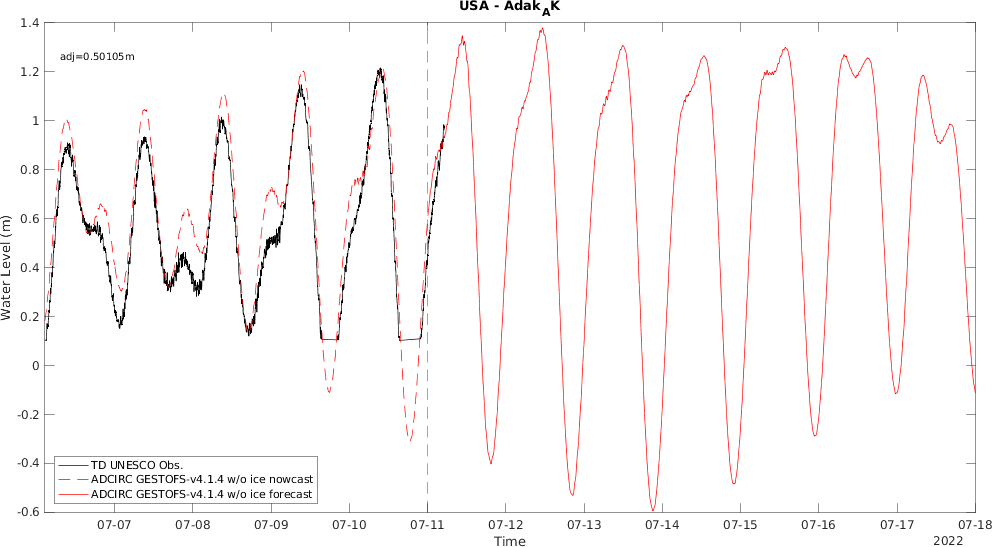 USA - Adak_AK
adj=0.50105m
Water Level (m)
1.4
1.2
1
0.8
0.6
0.4
0.2
0
-0.2
-0.4
-0.6
TD UNESCO Obs.
ADCIRC GESTOFS-v4.1.4 w/o ice nowcast
ADCIRC GESTOFS-v4.1.4 w/o ice forecast
07-07 07-08 07-09 07-10 07-11 07-12 07-13 07-14 07-15 07-16 07-17 07-18
Time
2022